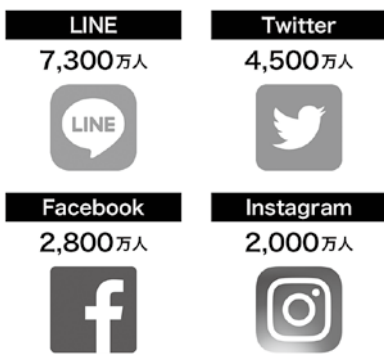 LINE
7,300万人
LINE
Twitter
4,500万人
Facebook
2,800万人
Instagram
2,000万人